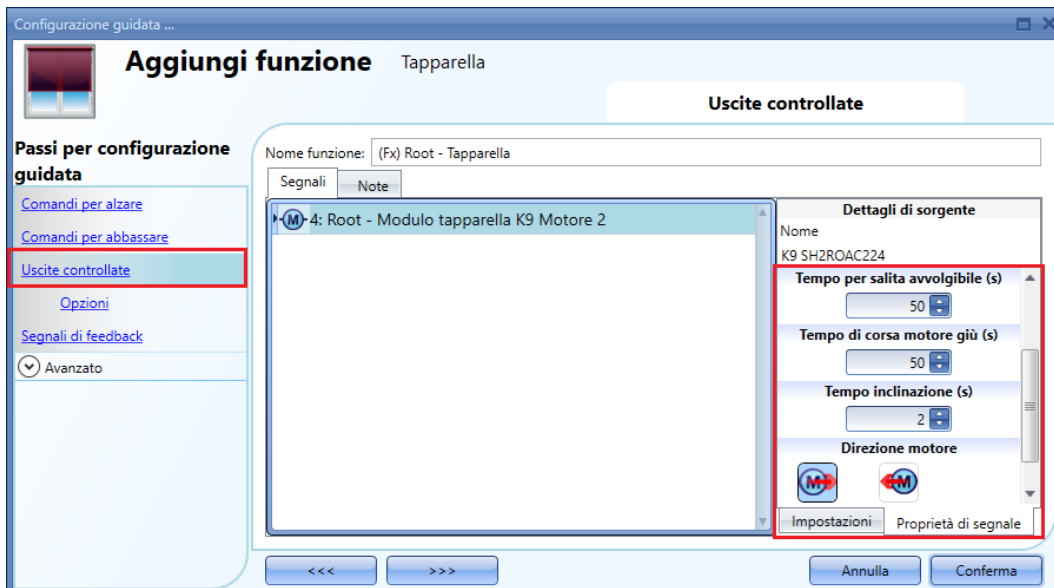 Configurazione guidata ...
Aggiungi funzione Tapparella
Uscite controllate
Passi per configurazione
guidata
Comandi per alzare
Comandi per abbassare
Uscite controllate
Opzioni
Segnali di feedback
Avanzato
Nome funzione: (Fx) Root - Tapparella
Segnali Note
M 4: Root - Modulo tapparella K9 Motore 2
Dettagli di sorgente
Nome
K9 SH2ROAC224
Tempo per salita avvolgibile (s)
50
Tempo di corsa motore giù (s)
50
Tempo inclinazione (s)
2
Direzione motore
M M
Impostazioni Proprietà di segnale
<<< >>> Annulla Conferma